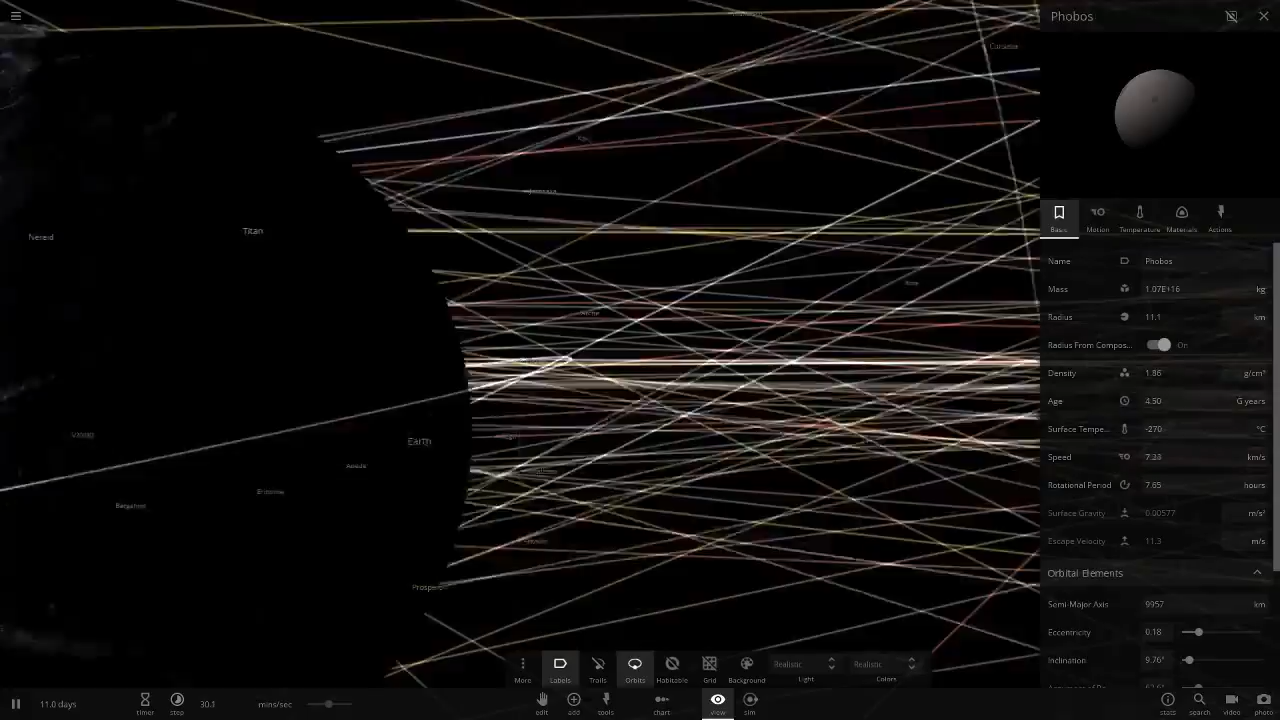 Phobos
Nereid
Titan
Earth
Prospero
Basic
Motion
Temperature
Materials
Actions
Name Phobos
Mass 1.07E+16 kg
Radius 11.1 km
Radius From Compos... On
Density 1.86 g/cm³
Age 4.50 G years
Surface Tempe... -270 °C
Speed 7.23 km/s
Rotational Period 7.65 hours
Surface Gravity 0.00577 m/s²
Escape Velocity 11.3 m/s
Orbital Elements
Semi-Major Axis 9957 km
Eccentricity 0.18
Inclination 9.76°
More
Labels
Trails
Orbits
Habitable
Grid
Background
Realistic
Light
Realistic
Colors
11.0 days
timer
step
30.1 mins/sec
edit
add
tools
chart
view
sim
stats
search
video
photo